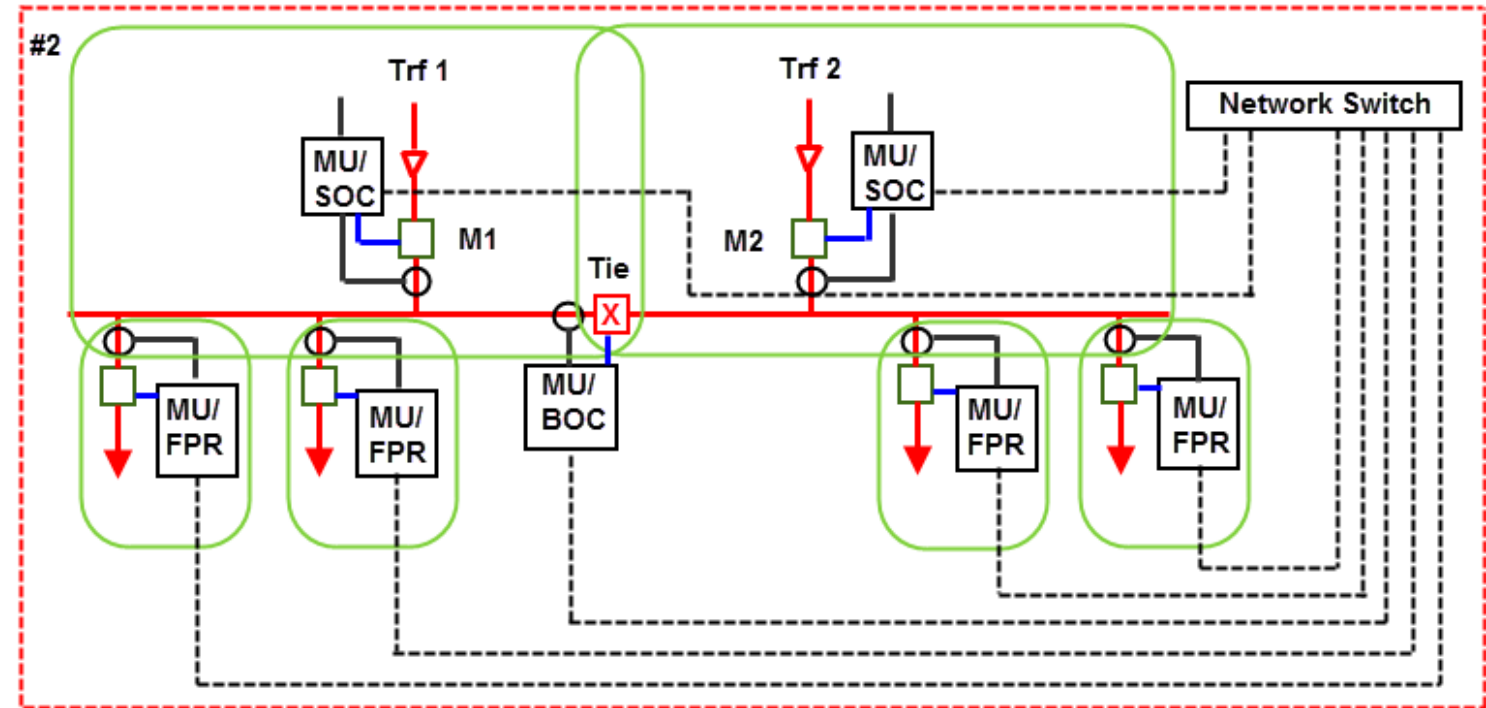 #2
Trf 1
Trf 2
Network Switch
MU/
SOC
MU/
SOC
M1
M2
Tie
X
MU/
FPR
MU/
FPR
MU/
BOC
MU/
FPR
MU/
FPR